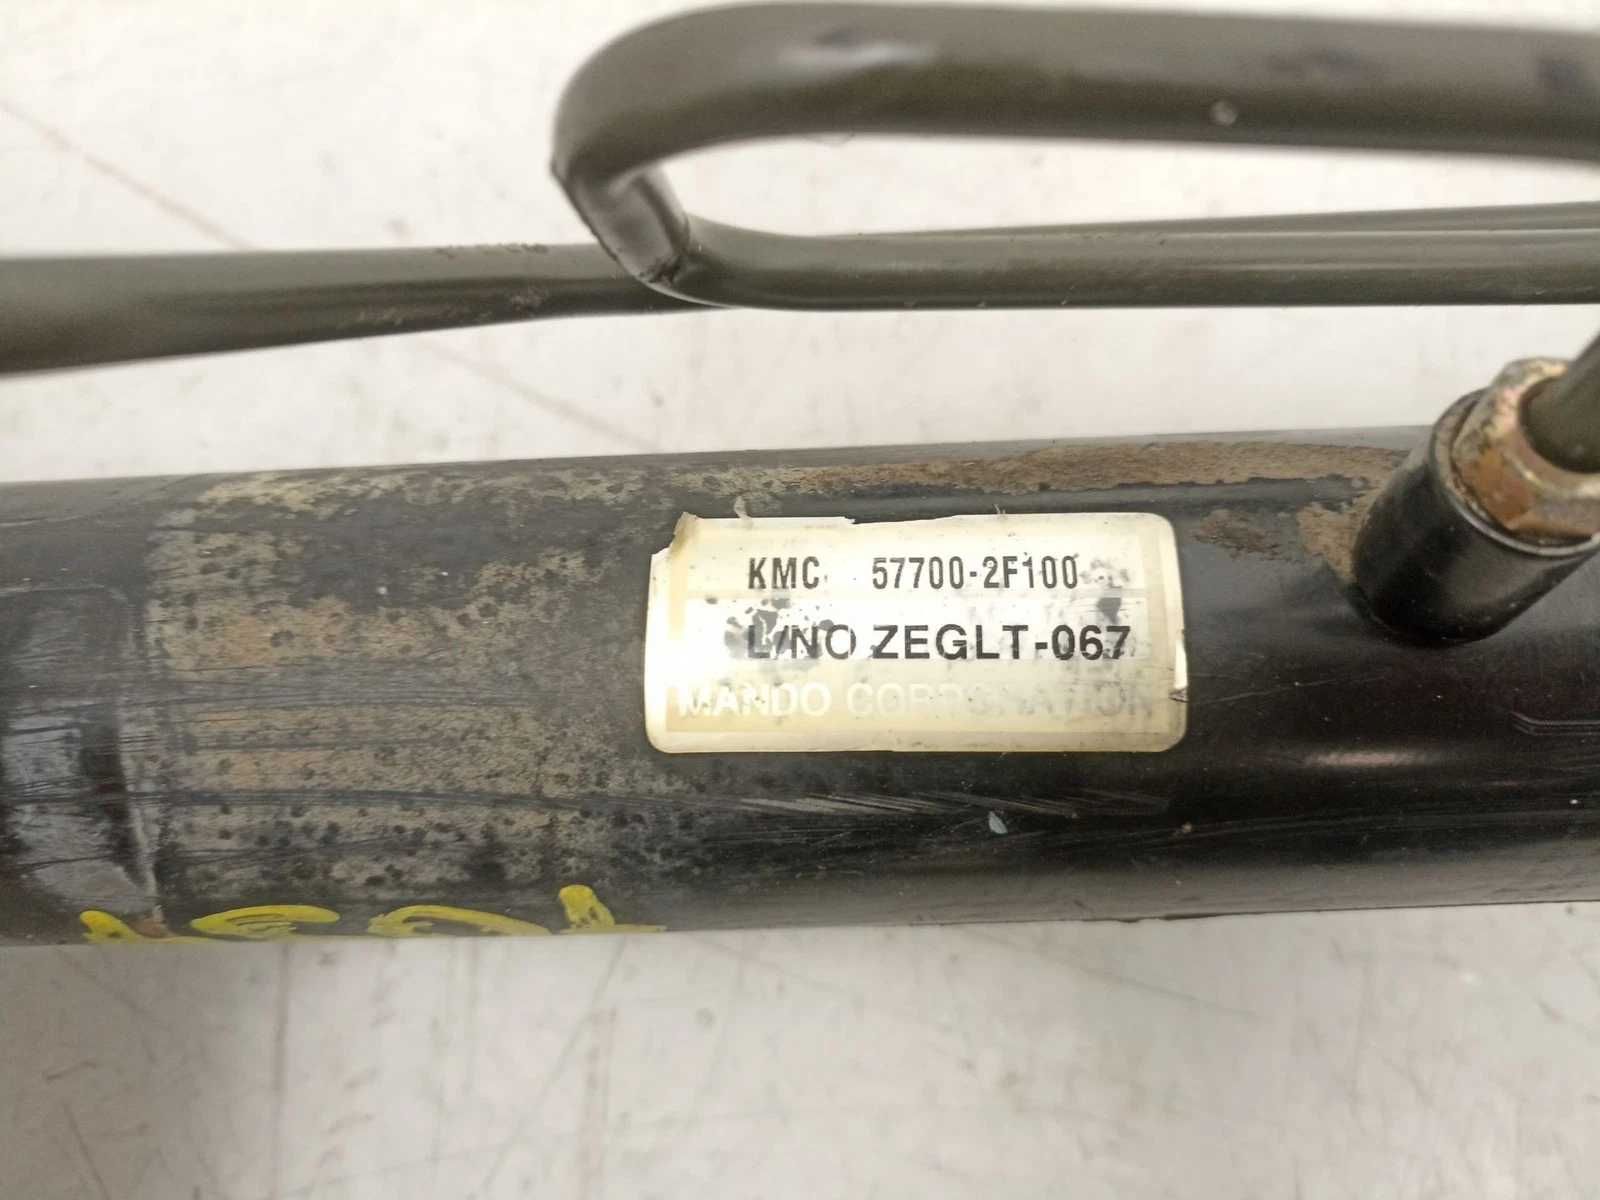 KMC 57700-2F100
L/NO ZEGLT-067
MANDO CORPORATION